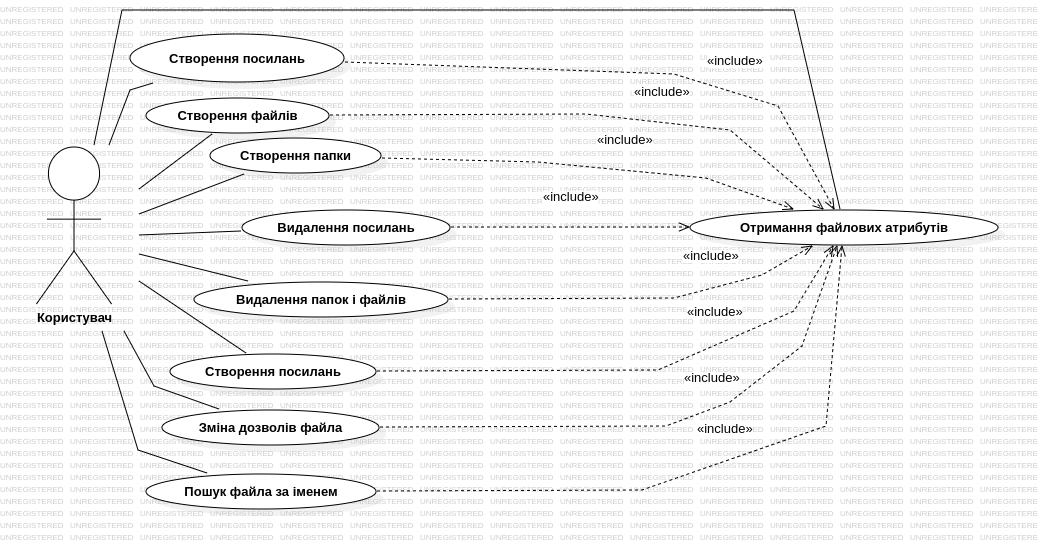 Створення посилань
«include»
«include»
Створення файлів
«include»
Створення папки
«include»
Видалення посилань
Отримання файлових атрибутів
«include»
Видалення папок і файлів
«include»
Користувач
Створення посилань
«include»
Зміна дозволів файла
«include»
Пошук файла за іменем
UNREGISTERED